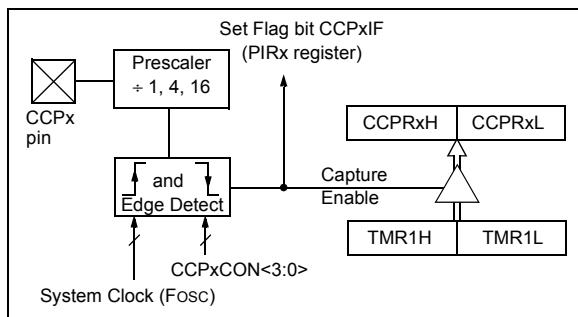 Set Flag bit CCPxIF
(PIRx register)
Prescaler
÷ 1, 4, 16
CCPx
pin
CCPRxH
CCPRxL
and
Edge Detect
Capture
Enable
TMR1H
TMR1L
CCPxCON<3:0>
System Clock (FOSC)